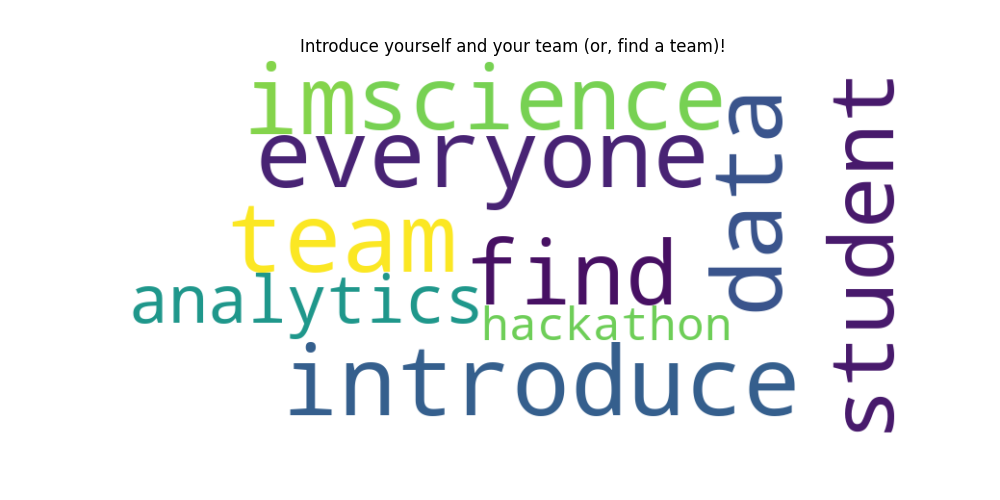 Introduce yourself and your team (or, find a team)!
imscience
everyone
data
student
team
find
analytics
hackathon
introduce